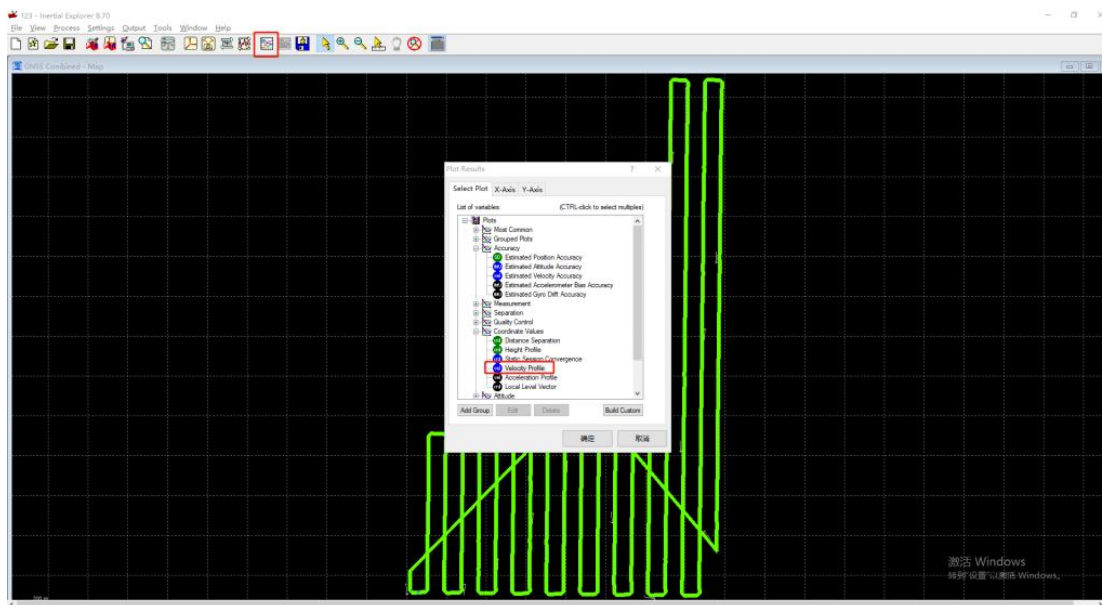 123 - Inertial Explorer 8.70
File View Process Settings Output Tools Window Help
GNSS Combined - Map
Plot Results
Select Plot X-Axis Y-Axis
List of variables (CTRL-click to select multiples)
Plots
Most Common
Grouped Plots
Accuracy
Estimated Position Accuracy
Estimated Attitude Accuracy
Estimated Velocity Accuracy
Estimated Accelerometer Bias Accuracy
Estimated Gyro Drift Accuracy
Measurement
Separation
Quality Control
Coordinate Values
Distance Separation
Height Profile
Static Session Convergence
Velocity Profile
Acceleration Profile
Local Level Vector
Attitude
Add Group Edit Delete Build Custom
确定 取消
激活 Windows
转到“设置”以激活 Windows。